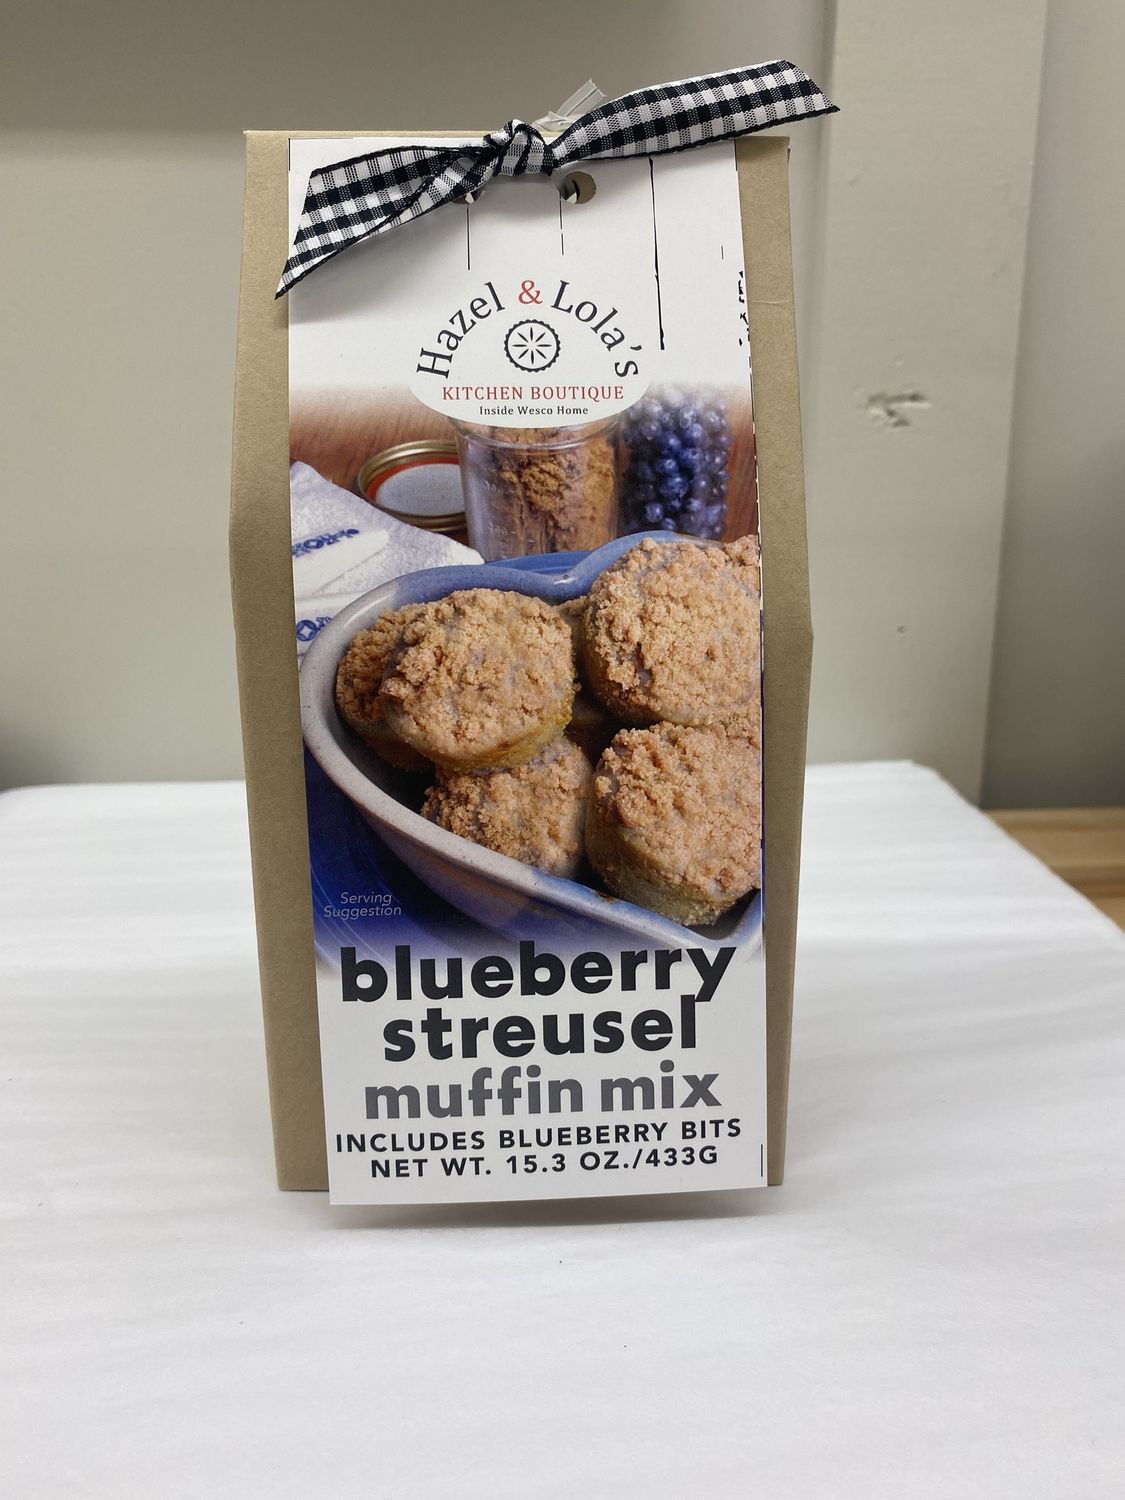 Hazel & Lola's
KITCHEN BOUTIQUE
Inside Wesco Home
Serving
Suggestion
blueberry
streusel
muffin mix
INCLUDES BLUEBERRY BITS
NET WT. 15.3 OZ./433G